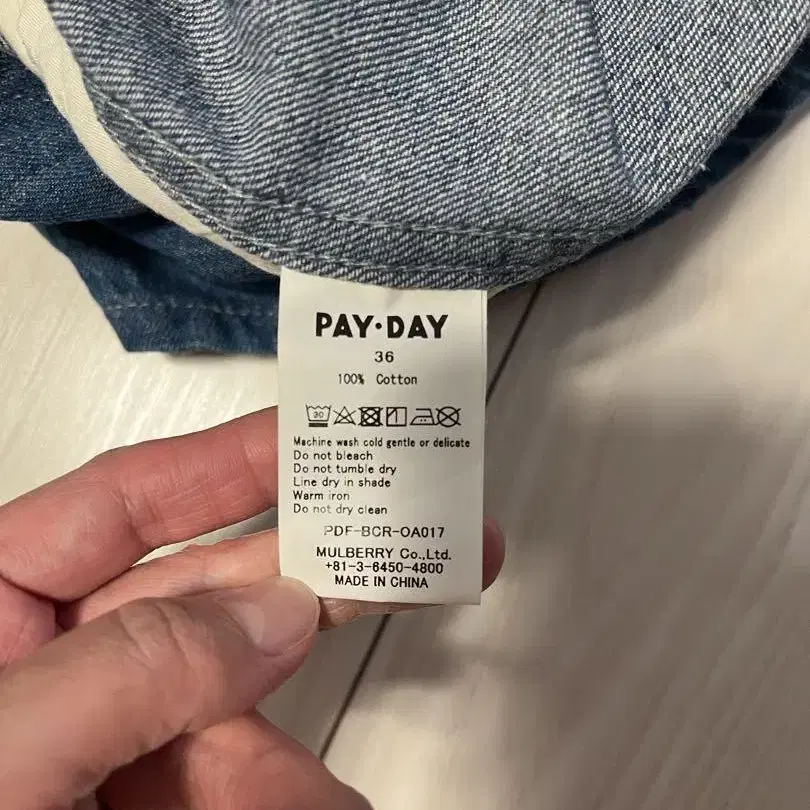 PAY·DAY
36
100% Cotton
30
Machine wash cold gentle or delicate
Do not bleach
Do not tumble dry
Line dry in shade
Warm iron
Do not dry clean
PDF-BCR-OA017
MULBERRY Co.,Ltd.
+81-3-6450-4800
MADE IN CHINA